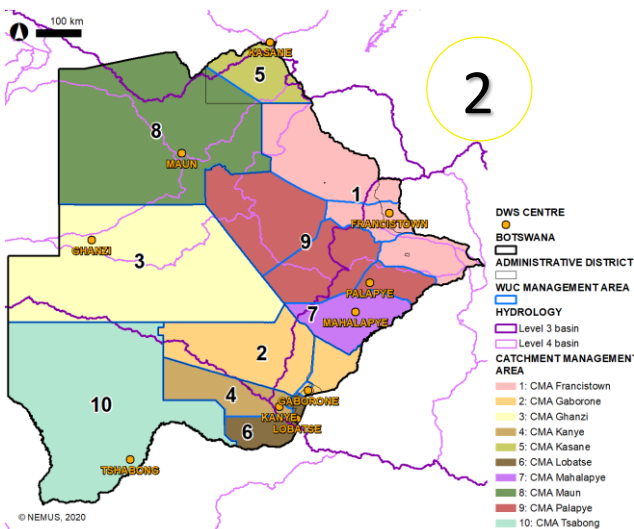 100 km
KASANE
5
2
8
MAUN
1
FRANCISTOWN
GHANZI
3
9
PALAPYE
7
MAHALAPYE
2
4
GABORONE
KANYE
LOBATSE
6
10
TSHABONG
© NEMUS, 2020
DWS CENTRE
BOTSWANA
ADMINISTRATIVE DISTRICT
WUC MANAGEMENT AREA
HYDROLOGY
Level 3 basin
Level 4 basin
CATCHMENT MANAGEMENT
AREA
1: CMA Francistown
2: CMA Gaborone
3: CMA Ghanzi
4: CMA Kanye
5: CMA Kasane
6: CMA Lobatse
7: CMA Mahalapye
8: CMA Maun
9: CMA Palapye
10: CMA Tsabong